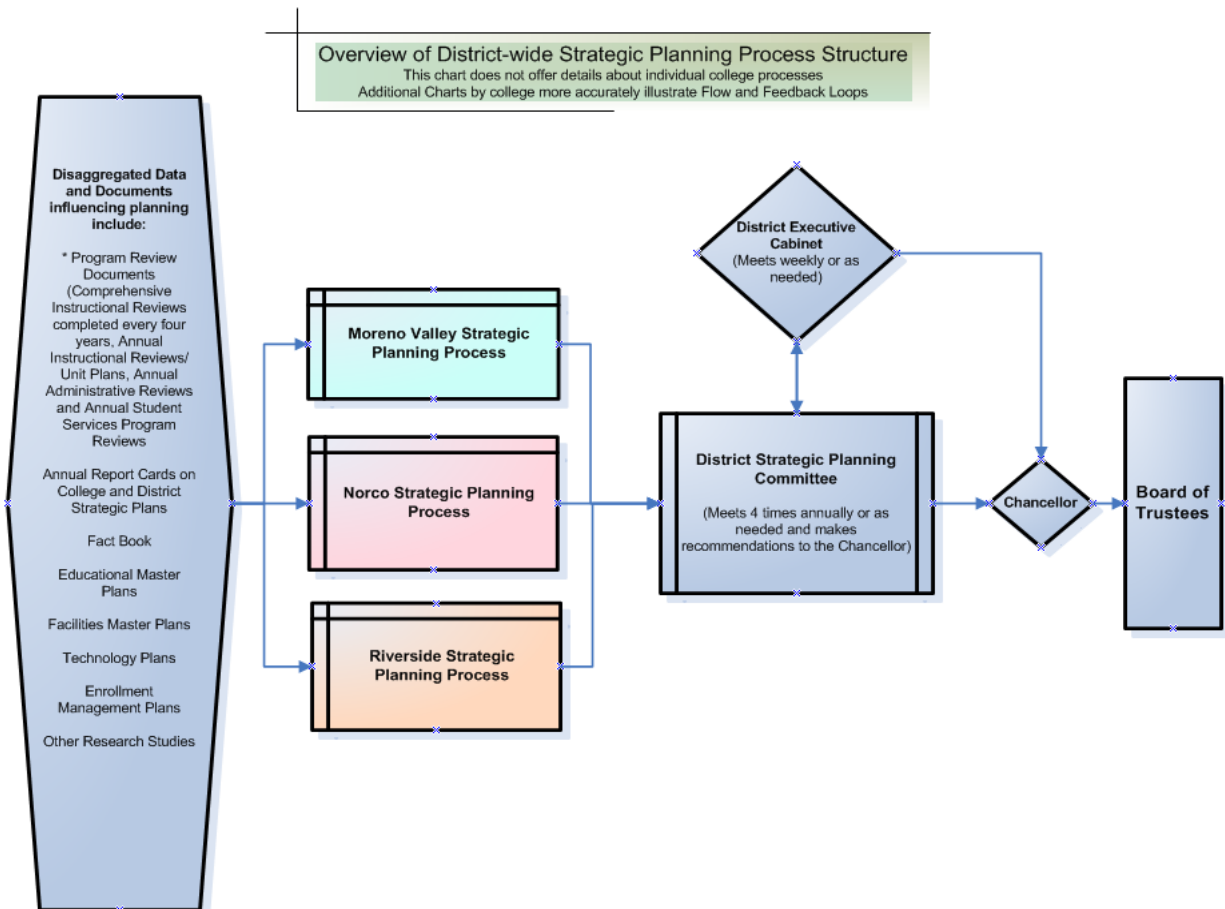 Overview of District-wide Strategic Planning Process Structure
This chart does not offer details about individual college processes
Additional Charts by college more accurately illustrate Flow and Feedback Loops
Disaggregated Data
and Documents
influencing planning
include:
* Program Review
Documents
(Comprehensive
Instructional Reviews
completed every four
years, Annual
Instructional Reviews/
Unit Plans, Annual
Administrative Reviews
and Annual Student
Services Program
Reviews
Annual Report Cards on
College and District
Strategic Plans
Fact Book
Educational Master
Plans
Facilities Master Plans
Technology Plans
Enrollment
Management Plans
Other Research Studies
Moreno Valley Strategic
Planning Process
Norco Strategic Planning
Process
Riverside Strategic
Planning Process
District Executive
Cabinet
(Meets weekly or as
needed)
District Strategic Planning
Committee
(Meets 4 times annually or as
needed and makes
recommendations to the Chancellor)
Chancellor
Board of
Trustees